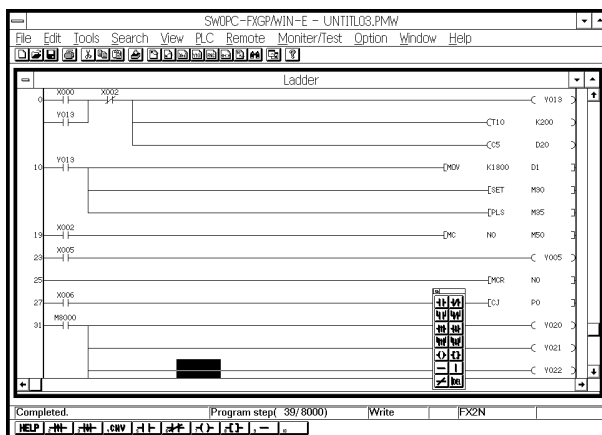 SW0PC-FXGP/WIN-E - UNTITL03.PMW
File Edit Tools Search View PLC Remote Moniter/Test Option Window Help
Ladder
X000 X002
0 Y013
Y013
T10 K200
C5 D20
Y013
10 MOV K1800 D1
SET M30
PLS M35
X002
19 MC N0 M50
X005
23 Y005
25 MCR N0
X006
27 CJ P0
M8000
31 Y020
Y021
Y022
DEL
Completed. Program step( 39/8000) Write FX2N
HELP ,CNV